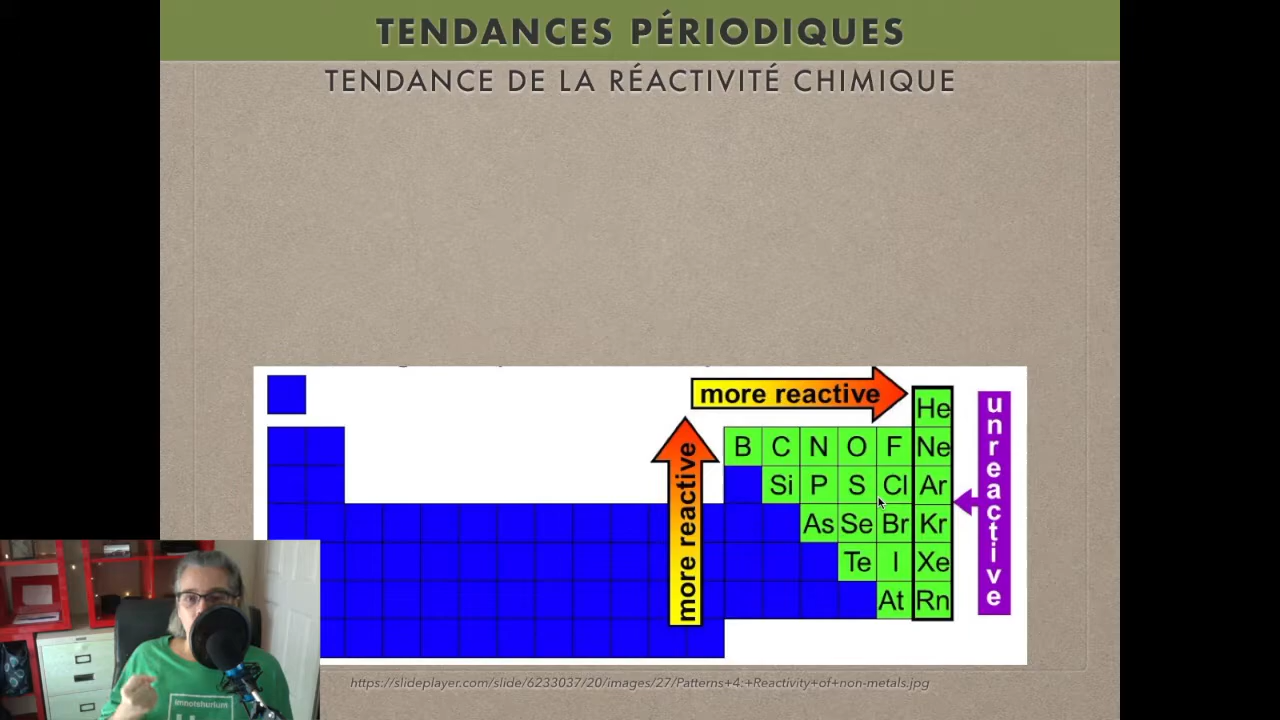 TENDANCES PÉRIODIQUES
TENDANCE DE LA RÉACTIVITÉ CHIMIQUE
more reactive
more reactive
He
B C N O F Ne
Si P S Cl Ar
As Se Br Kr
Te I Xe
At Rn
unreactive
https://slideplayer.com/slide/6233037/20/images/27/Patterns+4:+Reactivity+of+non-metals.jpg
imnotshurium